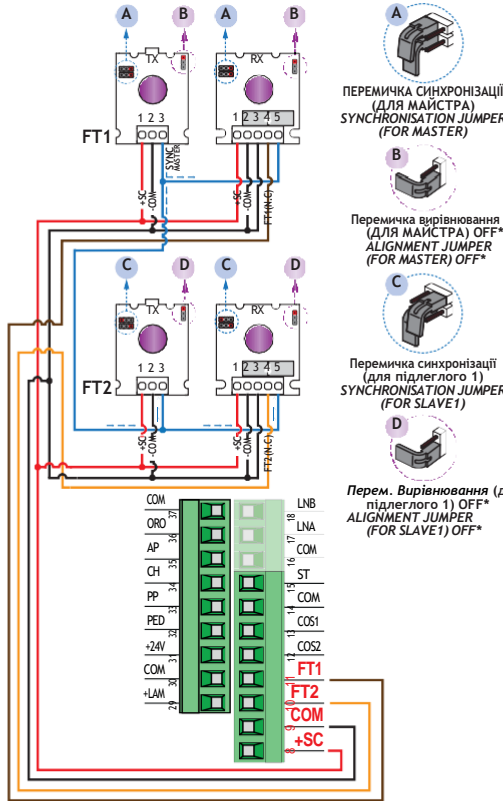 A B A B
TX RX
1 2 3 1 2 3 4 5
FT1
SYNC MASTER
+SC -COM +SC -COM FT1(N.C)
C D C D
TX RX
1 2 3 1 2 3 4 5
FT2
+SC -COM +SC -COM FT2(N.C)
A
ПЕРЕМИЧКА СИНХРОНІЗАЦІЇ
(ДЛЯ МАЙСТРА)
SYNCHRONISATION JUMPER
(FOR MASTER)
B
Перемичка вирівнювання
(ДЛЯ МАЙСТРА) OFF*
ALIGNMENT JUMPER
(FOR MASTER) OFF*
C
Перемичка синхронізації
(для підлеглого 1)
SYNCHRONISATION JUMPER
(FOR SLAVE1)
D
Перем. Вирівнювання (д
підлеглого 1) OFF*
ALIGNMENT JUMPER
(FOR SLAVE1) OFF*
COM 37
ORO 36
AP 35
CH 34
PP 33
PED 32
+24V 31
COM 30
+LAM 29
18 LNB
17 LNA
16 COM
15 ST
14 COM
13 COS1
12 COS2
11 FT1
10 FT2
9 COM
8 +SC